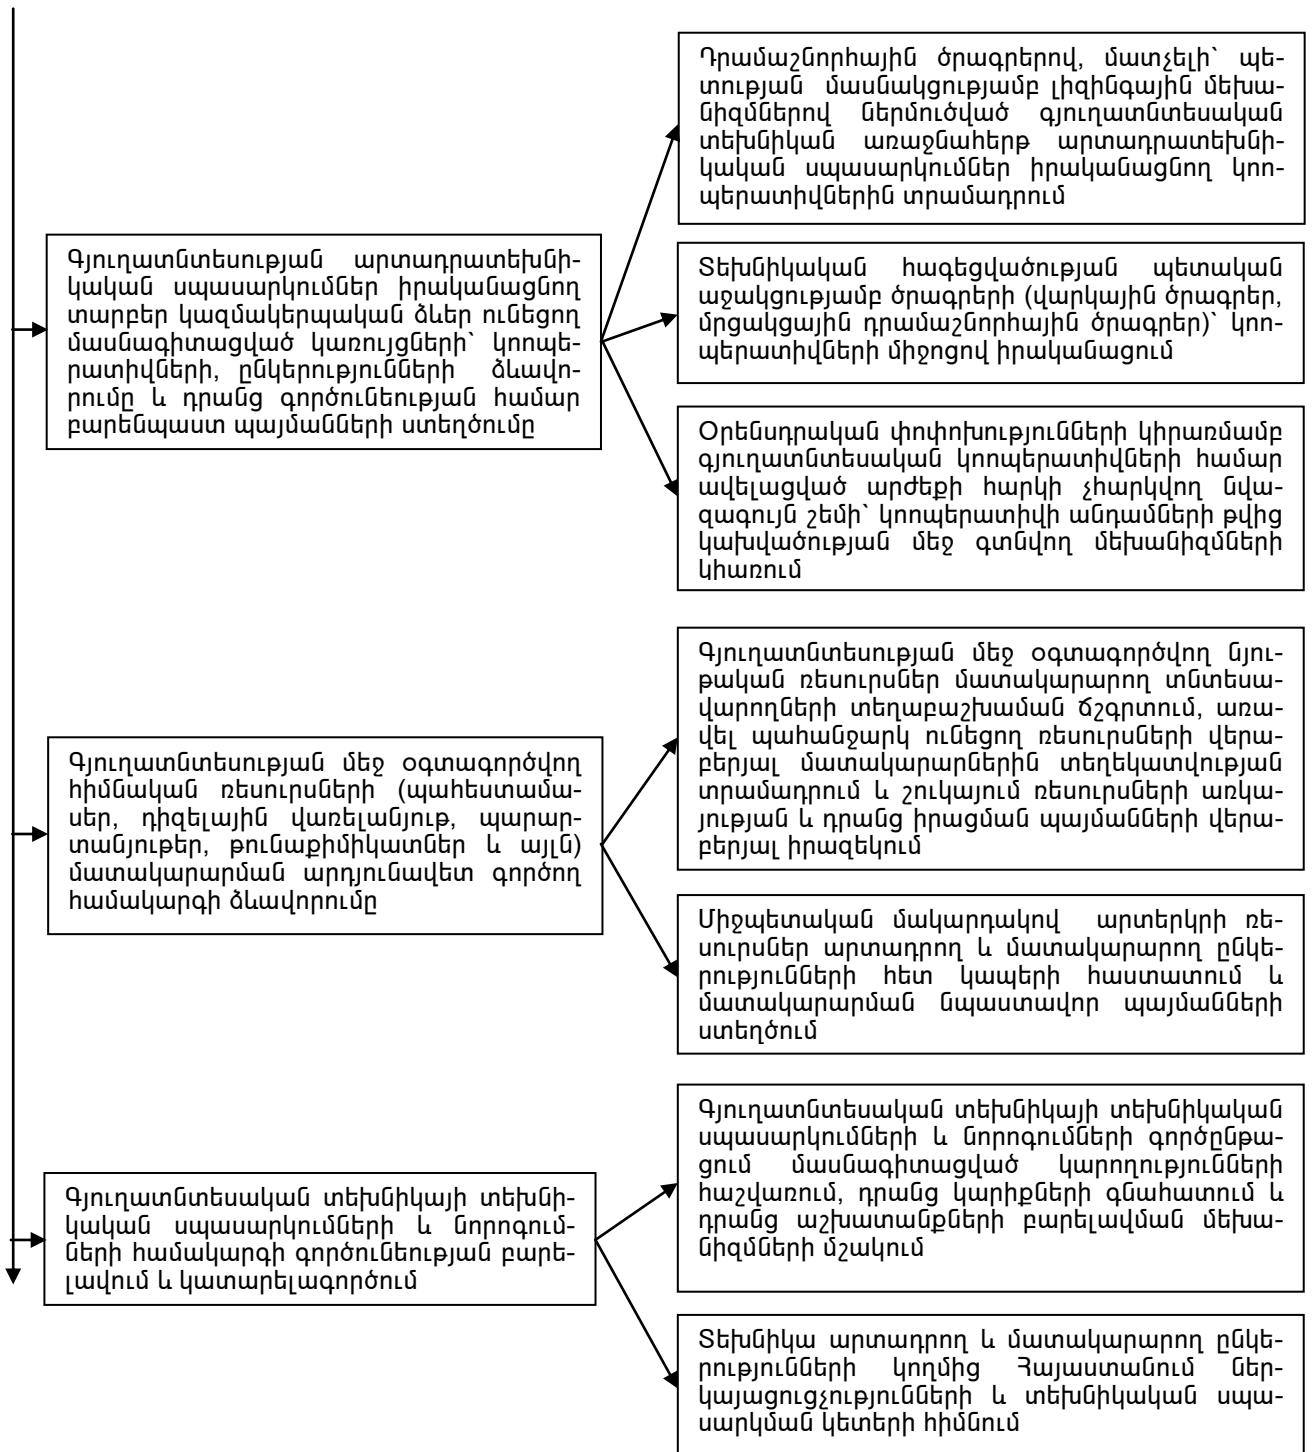 Դրամաշնորհային ծրագրերով, մատչելի՝ պե-
տության մասնակցությամբ լիզինգային մեխա-
նիզմներով ներմուծված գյուղատնտեսական
տեխնիկան առաջնահերթ արտադրատեխնի-
կական սպասարկումներ իրականացնող կոո-
պերատիվներին տրամադրում
Գյուղատնտեսության արտադրատեխնի-
կական սպասարկումներ իրականացնող
տարբեր կազմակերպական ձևեր ունեցող
մասնագիտացված կառույցների՝ կոոպե-
րատիվների, ընկերությունների ձևավո-
րումը և դրանց գործունեության համար
բարենպաստ պայմանների ստեղծումը
Տեխնիկական հագեցվածության պետական
աջակցությամբ ծրագրերի (վարկային ծրագրեր,
մրցակցային դրամաշնորհային ծրագրեր)՝ կոո-
պերատիվների միջոցով իրականացում
Օրենսդրական փոփոխությունների կիրառմամբ
գյուղատնտեսական կոոպերատիվների համար
ավելացված արժեքի հարկի չհարկվող նվա-
զագույն շեմի՝ կոոպերատիվի անդամների թվից
կախվածության մեջ գտնվող մեխանիզմների
կիառում
Գյուղատնտեսության մեջ օգտագործվող
հիմնական ռեսուրսների (պահեստամա-
սեր, դիզելային վառելանյութ, պարար-
տանյութեր, թունաքիմիկատներ և այլն)
մատակարարման արդյունավետ գործող
համակարգի ձևավորումը
Գյուղատնտեսության մեջ օգտագործվող նյու-
թական ռեսուրսներ մատակարարող տնտեսա-
վարողների տեղաբաշխաման ճշգրտում, առա-
վել պահանջարկ ունեցող ռեսուրսների վերա-
բերյալ մատակարարներին տեղեկատվության
տրամադրում և շուկայում ռեսուրսների առկա-
յության և դրանց իրացման պայմանների վերա-
բերյալ իրազեկում
Միջպետական մակարդակով արտերկրի ռե-
սուրսներ արտադրող և մատակարարող ընկե-
րությունների հետ կապերի հաստատում և
մատակարարման նպաստավոր պայմանների
ստեղծում
Գյուղատնտեսական տեխնիկայի տեխնի-
կական սպասարկումների և նորոգում-
ների համակարգի գործունեության բարե-
լավում և կատարելագործում
Գյուղատնտեսական տեխնիկայի տեխնիկական
սպասարկումների և նորոգումների գործընթա-
ցում մասնագիտացված կարողությունների
հաշվառում, դրանց կարիքների գնահատում և
դրանց աշխատանքների բարելավման մեխա-
նիզմների մշակում
Տեխնիկա արտադրող և մատակարարող ընկե-
րությունների կողմից Հայաստանում ներ-
կայացուցչությունների և տեխնիկական սպա-
սարկման կետերի հիմնում